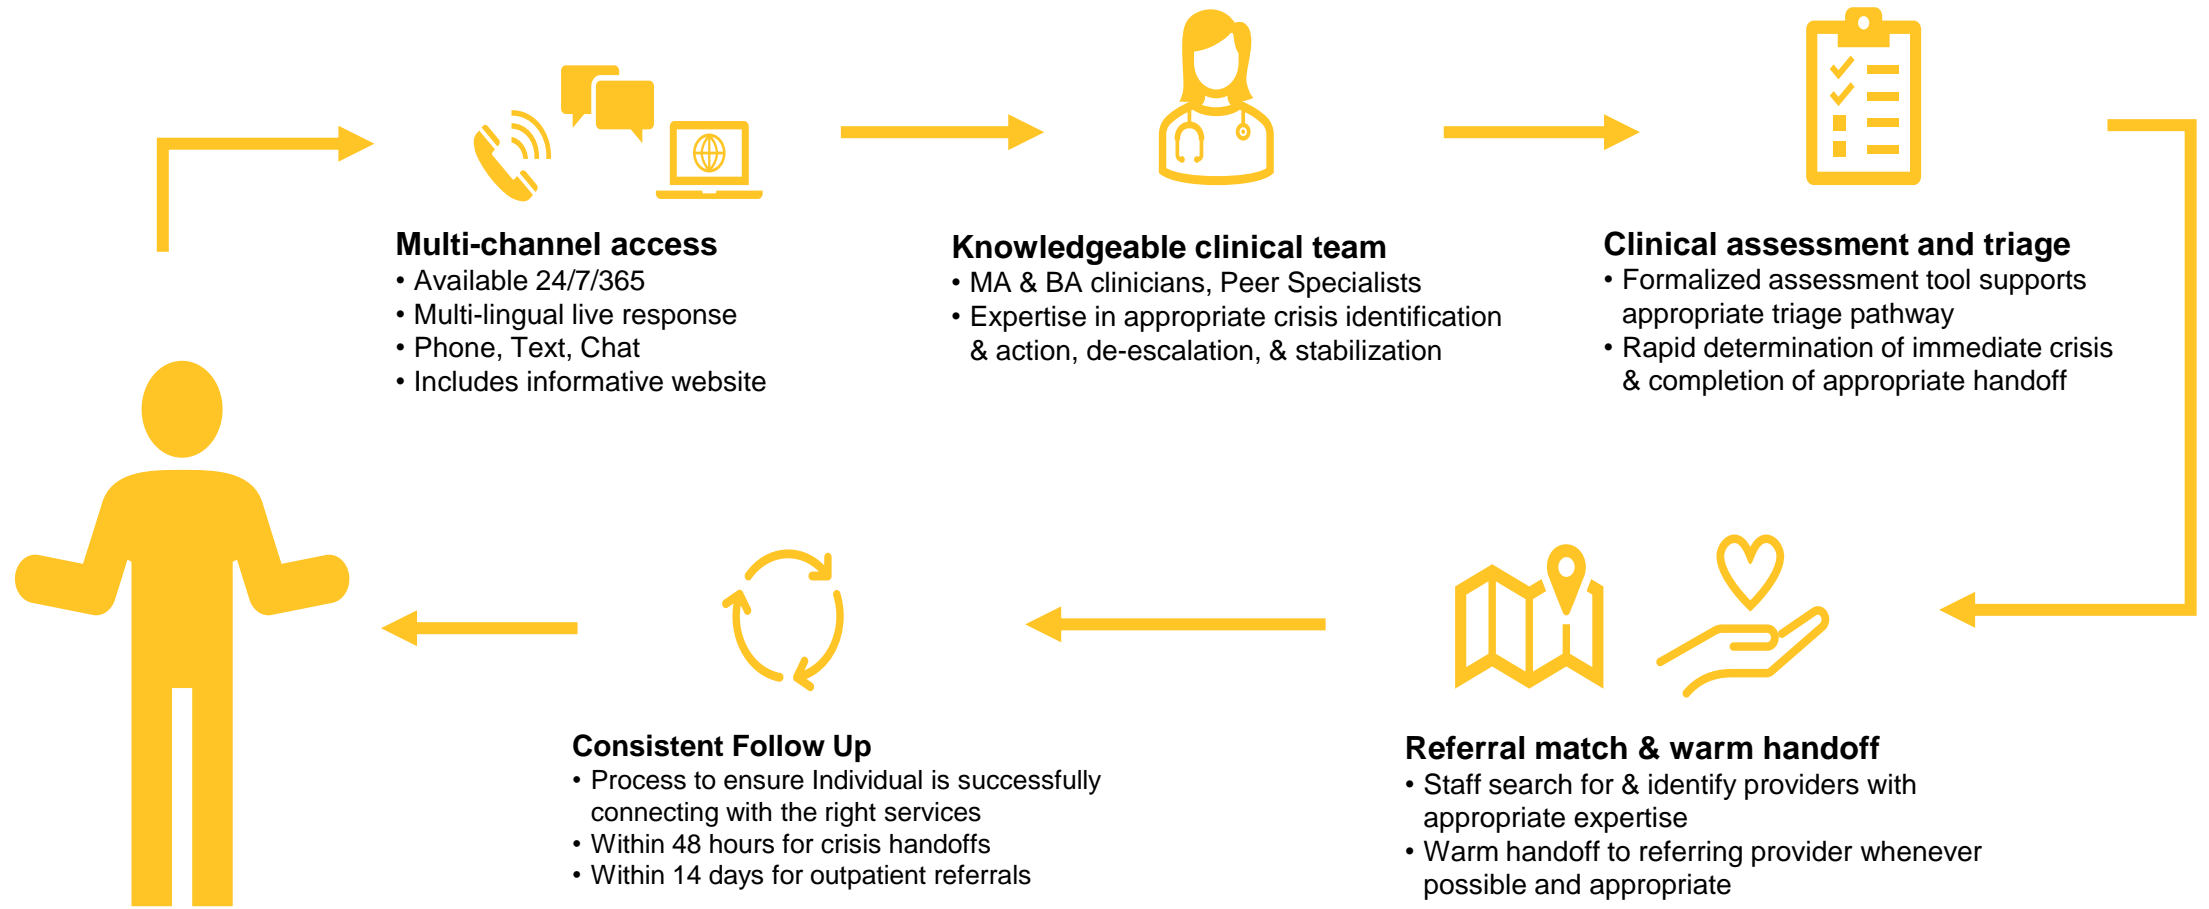 Multi-channel access
• Available 24/7/365
• Multi-lingual live response
• Phone, Text, Chat
• Includes informative website
Knowledgeable clinical team
• MA & BA clinicians, Peer Specialists
• Expertise in appropriate crisis identification
& action, de-escalation, & stabilization
Clinical assessment and triage
• Formalized assessment tool supports
appropriate triage pathway
• Rapid determination of immediate crisis
& completion of appropriate handoff
Consistent Follow Up
• Process to ensure Individual is successfully
connecting with the right services
• Within 48 hours for crisis handoffs
• Within 14 days for outpatient referrals
Referral match & warm handoff
• Staff search for & identify providers with
appropriate expertise
• Warm handoff to referring provider whenever
possible and appropriate